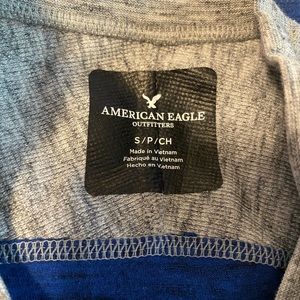 AMERICAN EAGLE
OUTFITTERS
S/P/CH
Made in Vietnam
Fabriqué au Vietnam
Hecho en Vietnam